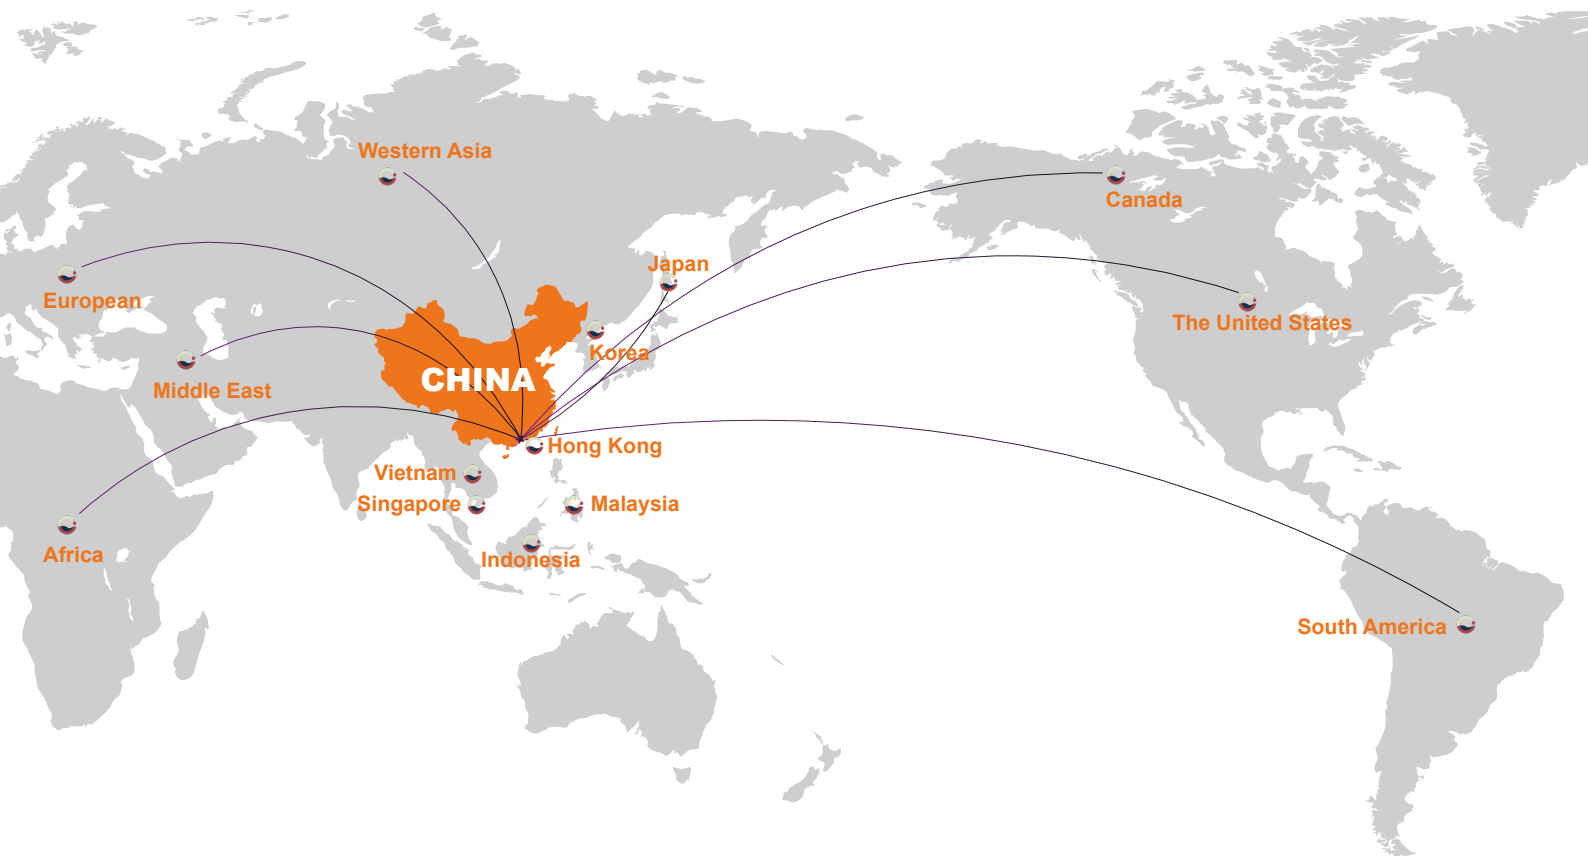 Western Asia
Canada
Japan
European
The United States
Korea
CHINA
Middle East
Hong Kong
Vietnam
Singapore
Malaysia
Africa
Indonesia
South America